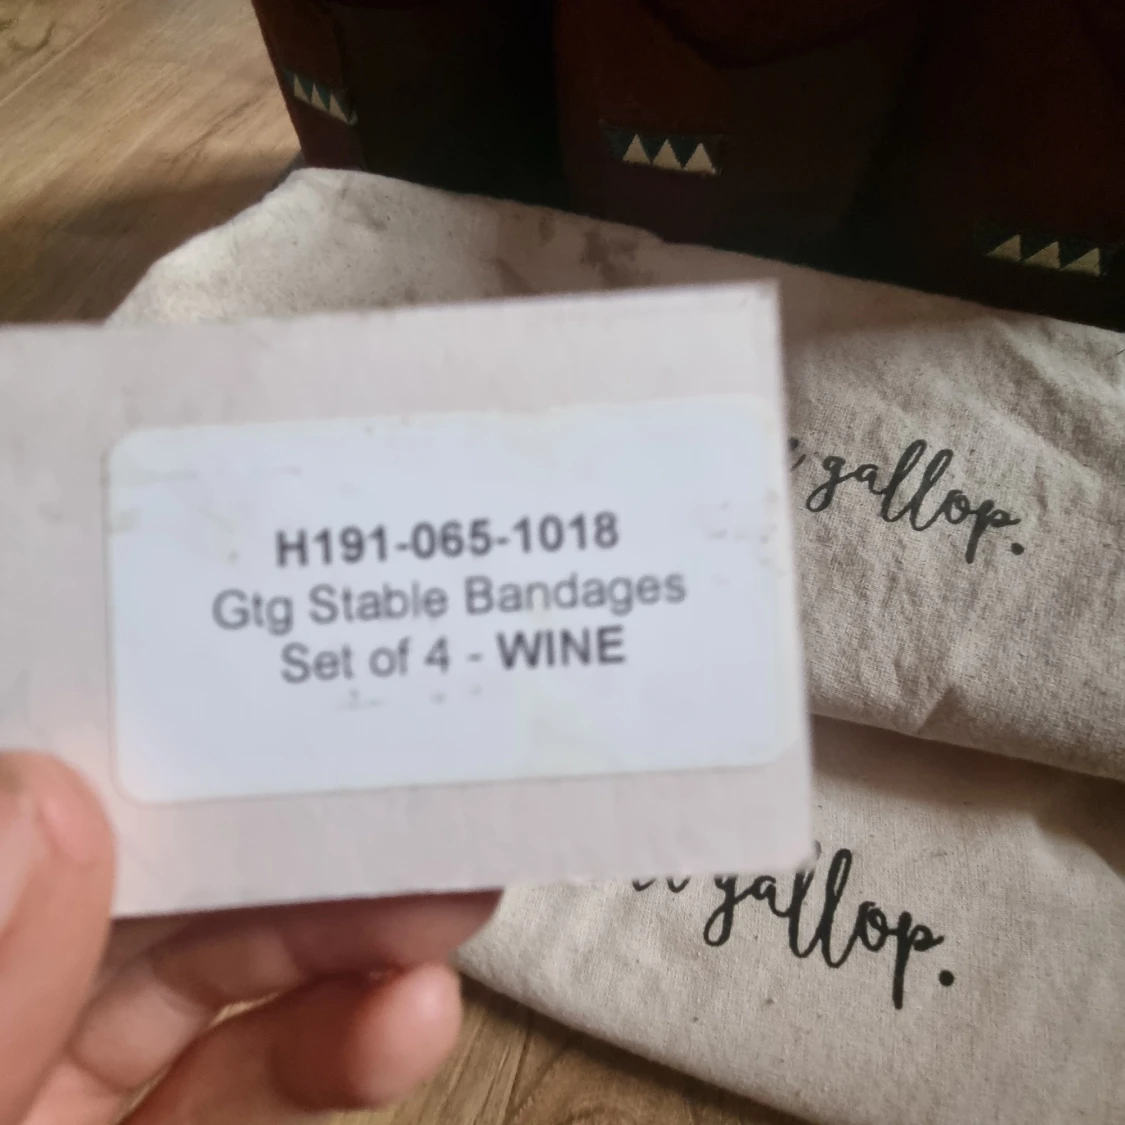 H191-065-1018
Gtg Stable Bandages
Set of 4 - WINE
gallop.
gallop.